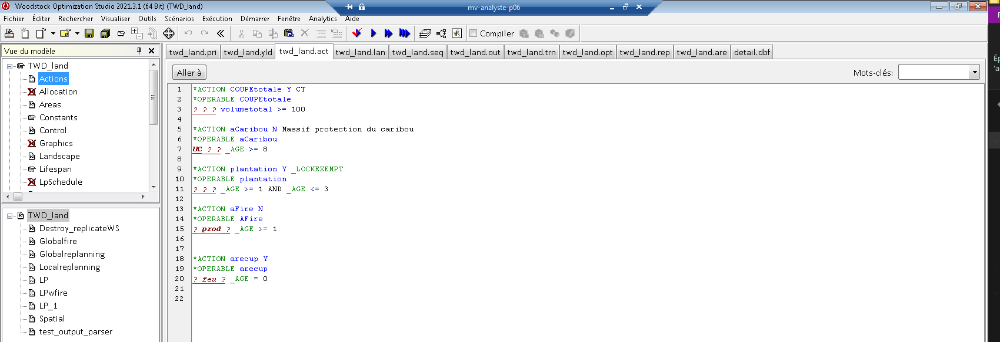 Woodstock Optimization Studio 2021.3.1 (64 Bit) (TWD_land)
mv-analyste-p06
Fichier Éditer Rechercher Visualiser Outils Scénarios Exécution Démarrer Fenêtre Analytics Aide
Compiler
Vue du modèle
TWD_land
Actions
Allocation
Areas
Constants
Control
Graphics
Landscape
Lifespan
LpSchedule
TWD_land
Destroy_replicateWS
Globalfire
Globalreplanning
Localreplanning
LP
LPwfire
LP_1
Spatial
test_output_parser
twd_land.pri twd_land.yld twd_land.act twd_land.lan twd_land.seq twd_land.out twd_land.trn twd_land.opt twd_land.rep twd_land.are detail.dbf
Aller à
Mots-clés:
1 *ACTION COUPEtotale Y CT
2 *OPERABLE COUPEtotale
3 ? ? ? volumetotal >= 100
4
5 *ACTION aCaribou N Massif protection du caribou
6 *OPERABLE aCaribou
7 UC ? ? _AGE >= 8
8
9 *ACTION plantation Y _LOCKEXEMPT
10 *OPERABLE plantation
11 ? ? ? _AGE >= 1 AND _AGE <= 3
12
13 *ACTION aFire N
14 *OPERABLE AFire
15 ? prod ? _AGE >= 1
16
17
18 *ACTION arecup Y
19 *OPERABLE arecup
20 ? feu ? _AGE = 0
21
22